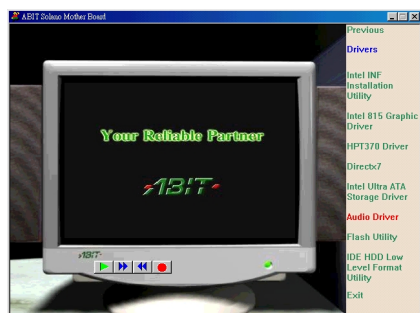 ABIT Solano Mother Board
Previous
Drivers
Intel INF
Installation
Utility
Intel 815 Graphic
Driver
HPT370 Driver
Directx7
Intel Ultra ATA
Storage Driver
Audio Driver
Flash Utility
IDE HDD Low
Level Format
Utility
Exit
Your Reliable Partner
ABIT
ABIT